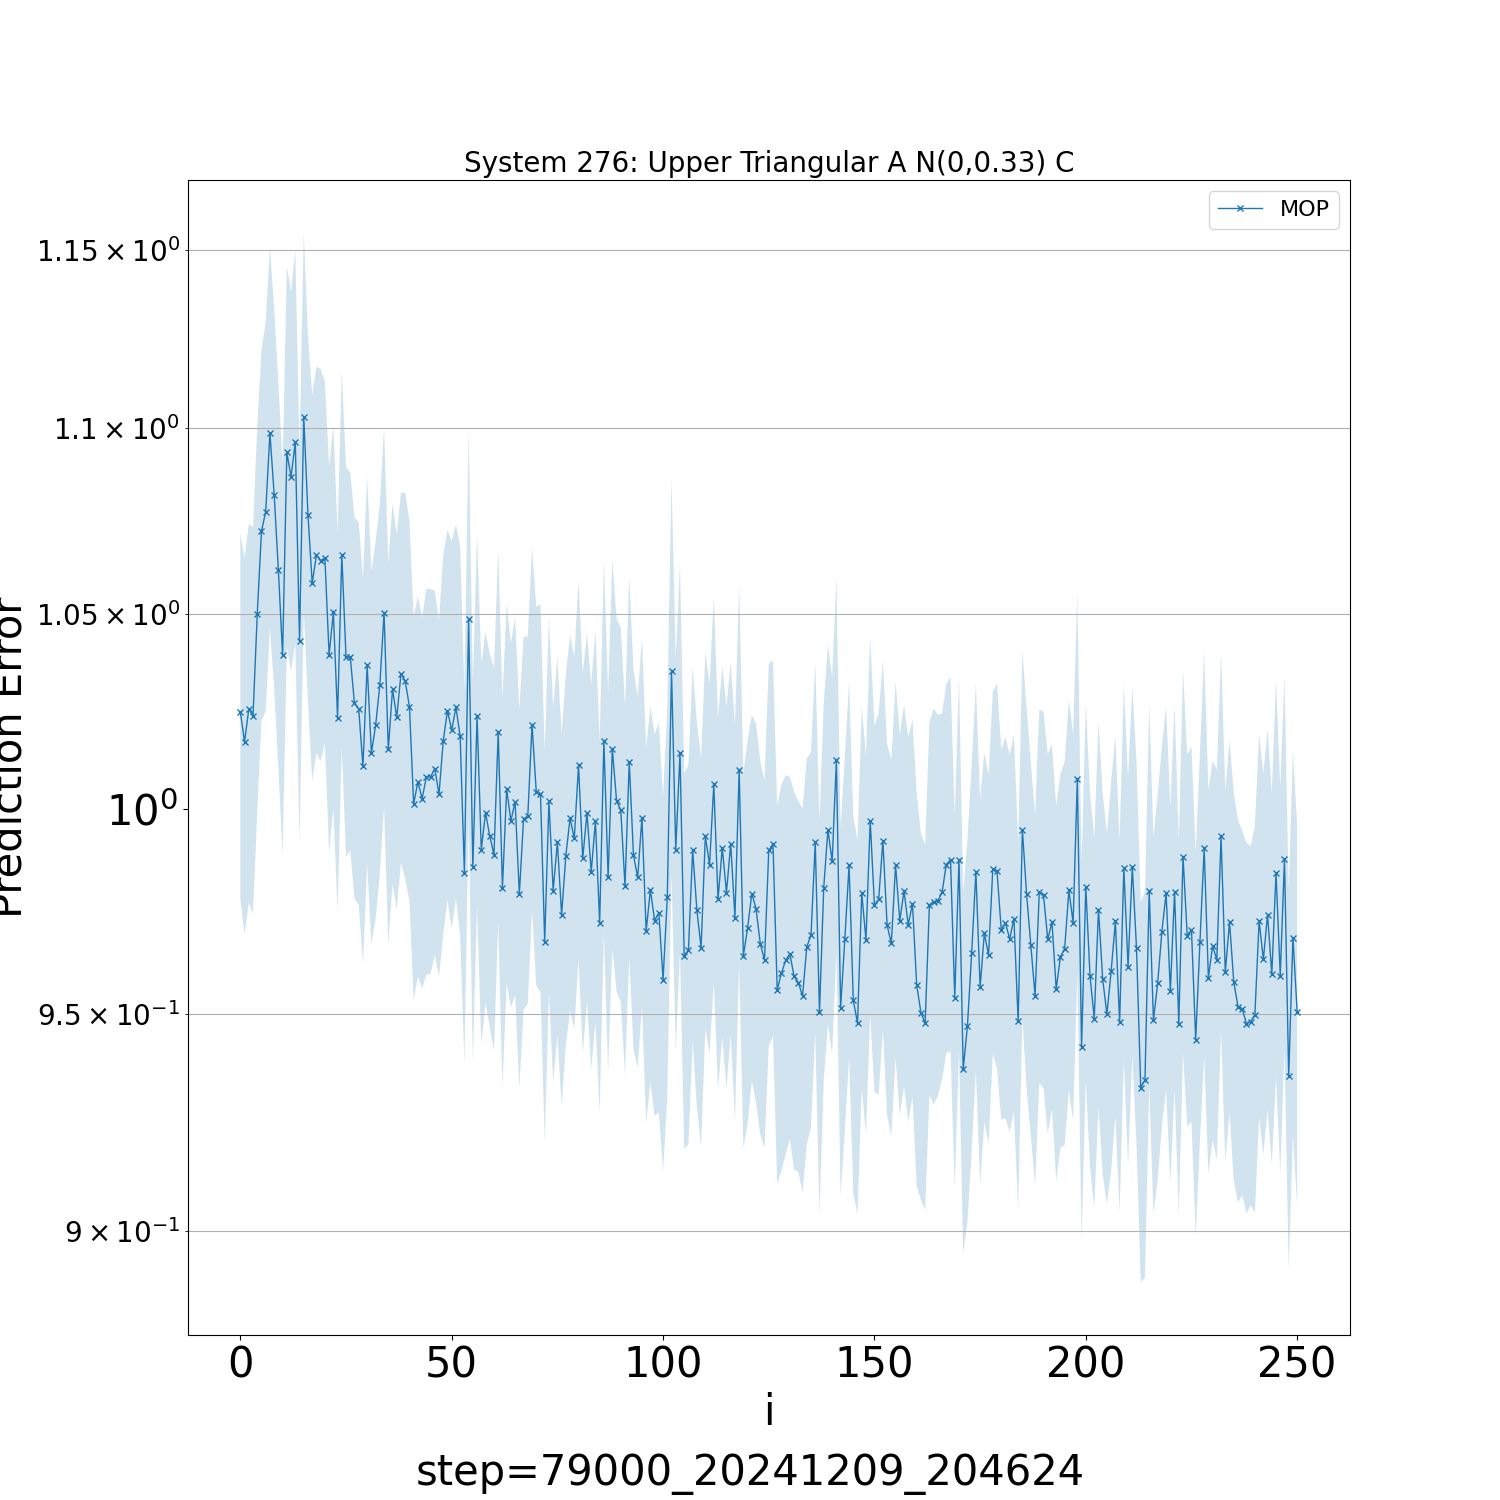 System 276: Upper Triangular A N(0,0.33) C
MOP
1.15 × 10⁰
1.1 × 10⁰
1.05 × 10⁰
10⁰
9.5 × 10⁻¹
9 × 10⁻¹
Prediction Error
0 50 100 150 200 250
i
step=79000_20241209_204624